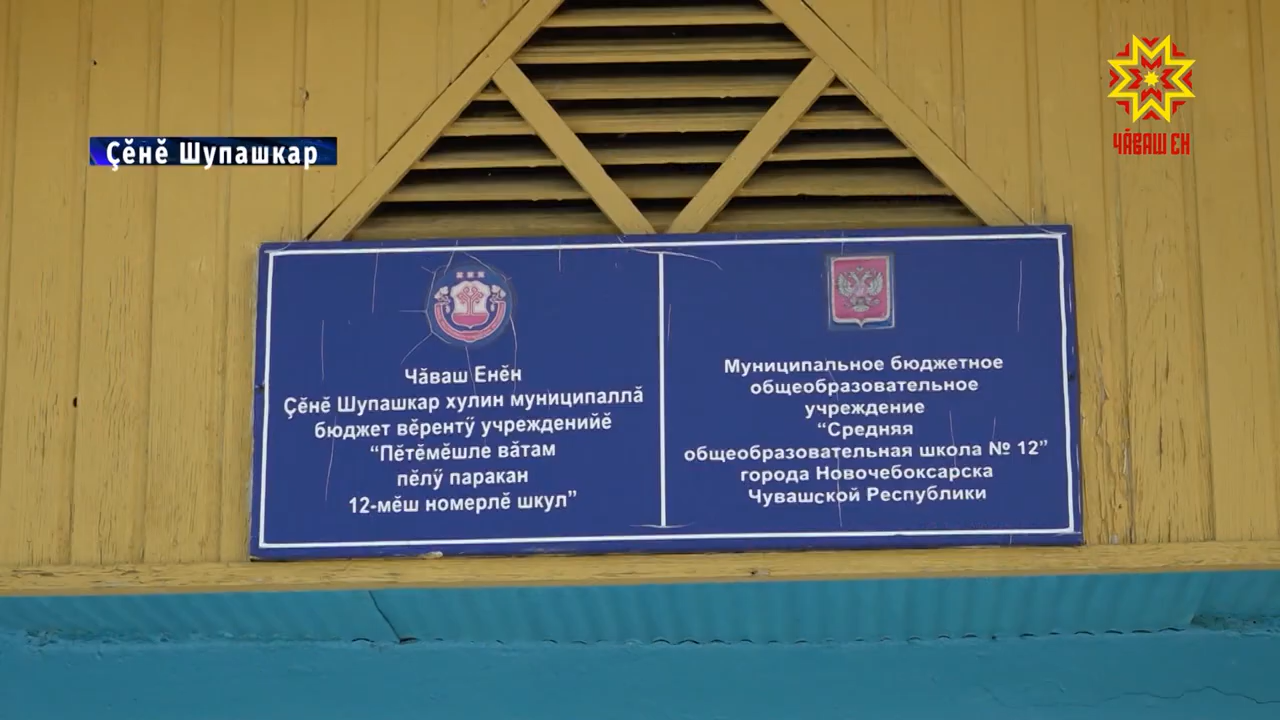 Ҫӗнӗ Шупашкар
ЧӐВАШ ЕН
Чӑваш Енӗн
Ҫӗнӗ Шупашкар хулин муниципаллӑ
бюджет вӗрентӳ учрежденийӗ
“Пӗтӗмӗшле вӑтам
пӗлӳ паракан
12-мӗш номерлӗ шкул”
Муниципальное бюджетное
общеобразовательное
учреждение
“Средняя
общеобразовательная школа № 12”
города Новочебоксарска
Чувашской Республики